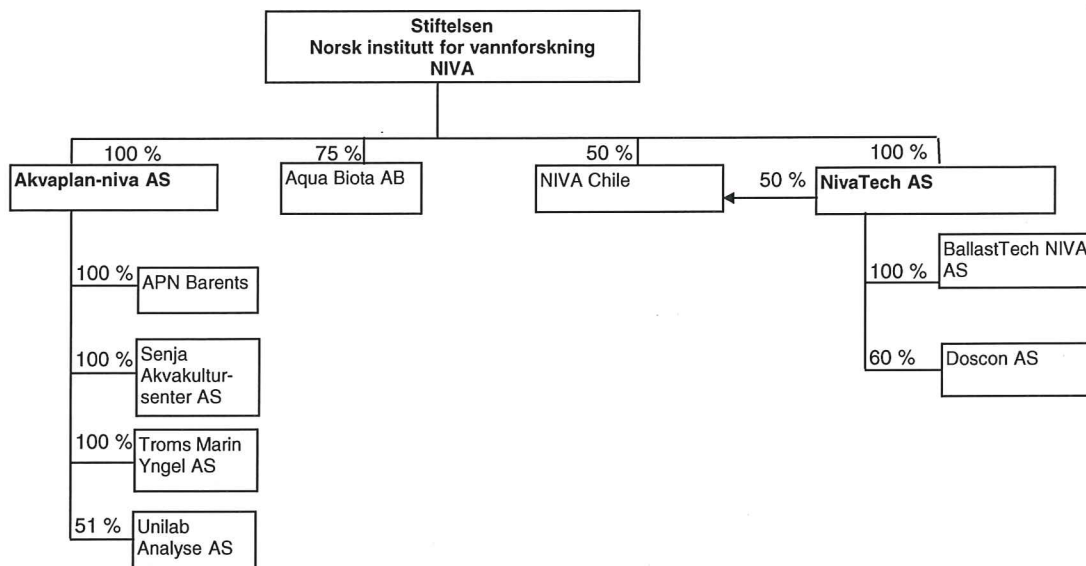 Stiftelsen
Norsk institutt for vannforskning
NIVA
100 %
75 %
50 %
100 %
Akvaplan-niva AS
Aqua Biota AB
NIVA Chile
50 %
NivaTech AS
100 %
APN Barents
100 %
Senja
Akvakultur-
senter AS
100 %
Troms Marin
Yngel AS
51 %
Unilab
Analyse AS
100 %
BallastTech NIVA
AS
60 %
Doscon AS